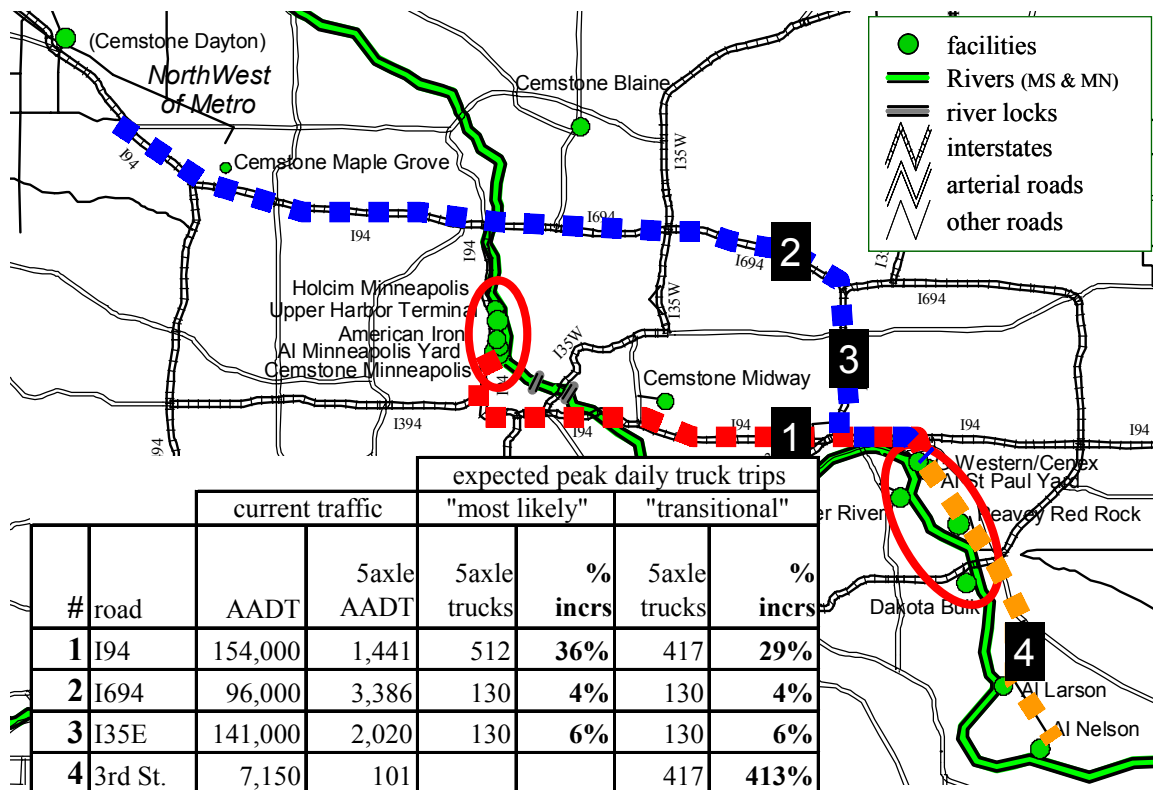 (Cemstone Dayton)
NorthWest
of Metro
Cemstone Blaine
I94
Cemstone Maple Grove
I35W
facilities
Rivers (MS & MN)
river locks
interstates
arterial roads
other roads
I94
I694
I94
I694
2
I694
Holcim Minneapolis
Upper Harbor Terminal
American Iron
AI Minneapolis Yard
Cemstone Minneapolis
I35W
I35W
3
Cemstone Midway
I394
I94
I94
1
I94
I94
Western/Cenex
Al St Paul Yard
er River
Peavey Red Rock
Dakota Bulk
4
Al Larson
Al Nelson
expected peak daily truck trips
current traffic "most likely" "transitional"
5axle 5axle % 5axle %
# road AADT AADT trucks incrs trucks incrs
1 I94 154,000 1,441 512 36% 417 29%
2 I694 96,000 3,386 130 4% 130 4%
3 I35E 141,000 2,020 130 6% 130 6%
4 3rd St. 7,150 101 417 413%